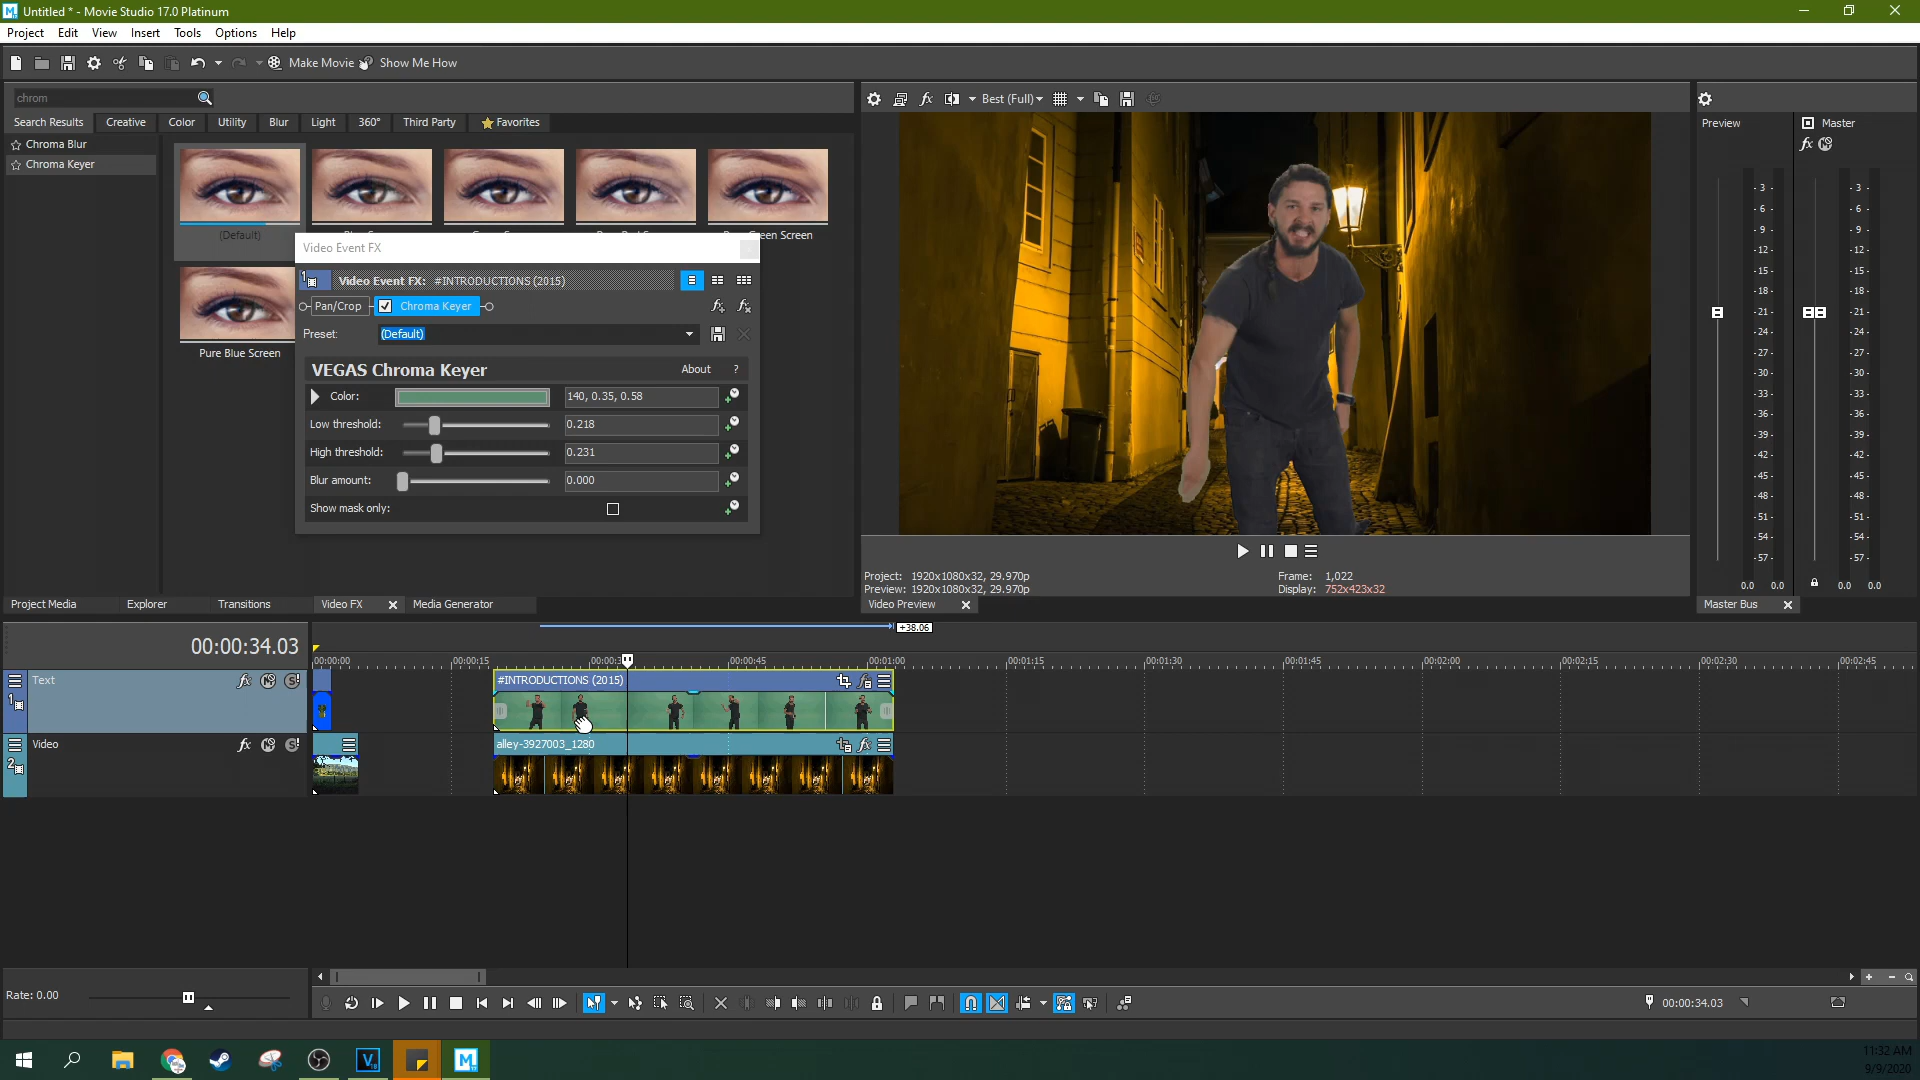 Untitled * - Movie Studio 17.0 Platinum
Project Edit View Insert Tools Options Help
Make Movie Show Me How
chrom
Search Results Creative Color Utility Blur Light 360° Third Party Favorites
Chroma Blur
Chroma Keyer
(Default)
een Screen
Pure Blue Screen
Video Event FX
Video Event FX: #INTRODUCTIONS (2015)
Pan/Crop Chroma Keyer
Preset: (Default)
VEGAS Chroma Keyer About ?
Color: 140, 0.35, 0.58
Low threshold: 0.218
High threshold: 0.231
Blur amount: 0.000
Show mask only:
Best (Full)
Project: 1920x1080x32, 29.970p
Preview: 1920x1080x32, 29.970p
Frame: 1,022
Display: 752x423x32
Video Preview
Preview Master
-3- -3-
-6- -6-
-9- -9-
-12- -12-
-15- -15-
-18- -18-
-21- -21-
-24- -24-
-27- -27-
-30- -30-
-33- -33-
-36- -36-
-39- -39-
-42- -42-
-45- -45-
-48- -48-
-51- -51-
-54- -54-
-57- -57-
0.0 0.0 0.0 0.0
Master Bus
Project Media Explorer Transitions Video FX Media Generator
+38.06
00:00:34.03
00:00:00 00:00:15 00:00:3 00:00:45 00:01:00 00:01:15 00:01:30 00:01:45 00:02:00 00:02:15 00:02:30 00:02:45
1 Text
#INTRODUCTIONS (2015)
2 Video
alley-3927003_1280
Rate: 0.00
00:00:34.03
11:32 AM
9/9/2020